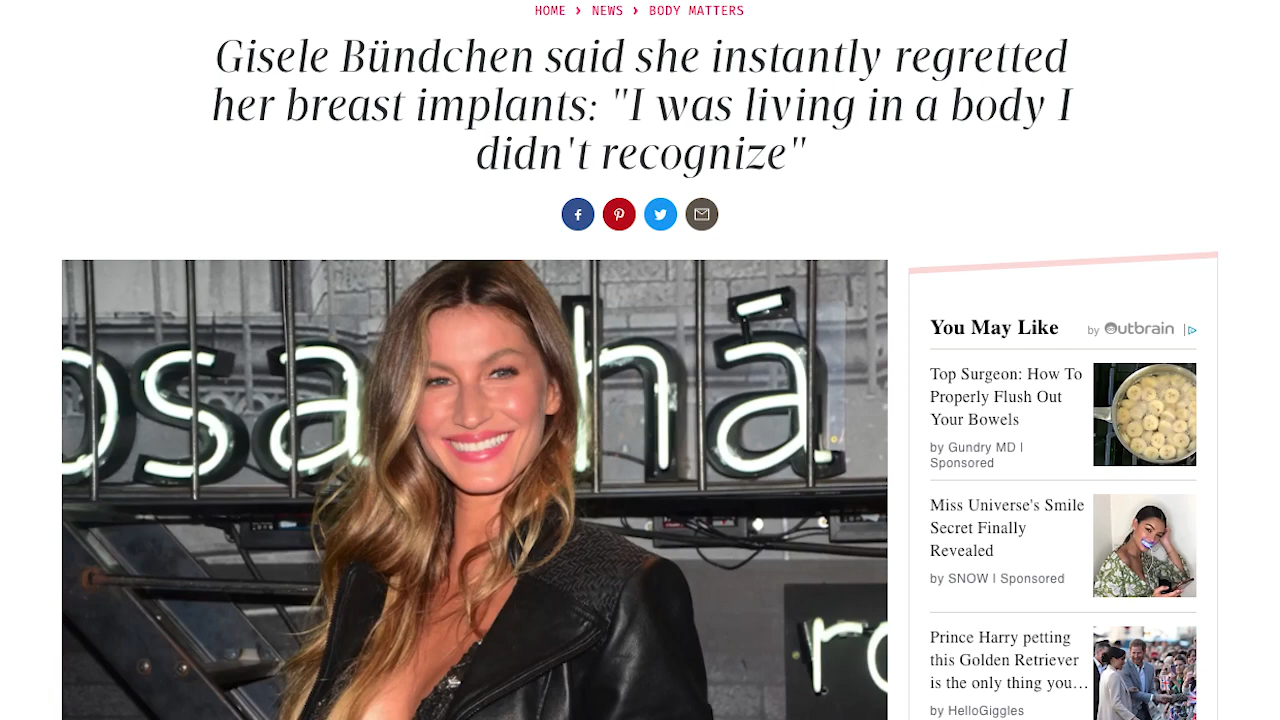 HOME › NEWS › BODY MATTERS
Gisele Bündchen said she instantly regretted
her breast implants: "I was living in a body I
didn't recognize"
osa chá
ro
You May Like
by Outbrain
Top Surgeon: How To
Properly Flush Out
Your Bowels
by Gundry MD |
Sponsored
Miss Universe's Smile
Secret Finally
Revealed
by SNOW | Sponsored
Prince Harry petting
this Golden Retriever
is the only thing you…
by HelloGiggles